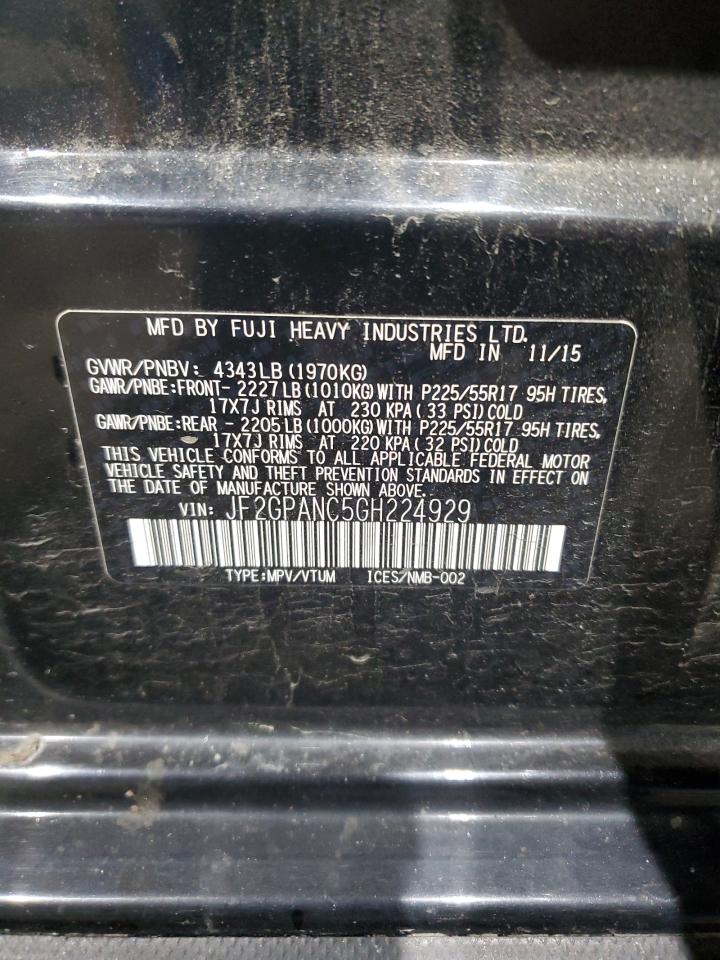 MFD BY FUJI HEAVY INDUSTRIES LTD.
MFD IN 11/15
GVWR/PNBV: 4343LB (1970KG)
GAWR/PNBE:FRONT- 2227LB(1010KG)WITH P225/55R17 95H TIRES,
17X7J RIMS AT 230 KPA ( 33 PSI)COLD
GAWR/PNBE:REAR - 2205LB (1000KG)WITH P225/55R17 95H TIRES,
17X7J RIMS AT 220 KPA ( 32 PSI)COLD
THIS VEHICLE CONFORMS TO ALL APPLICABLE FEDERAL MOTOR
VEHICLE SAFETY AND THEFT PREVENTION STANDARDS IN EFFECT ON
THE DATE OF MANUFACTURE SHOWN ABOVE.
VIN: JF2GPANC5GH224929
TYPE:MPV/VTUM ICES/NMB-002